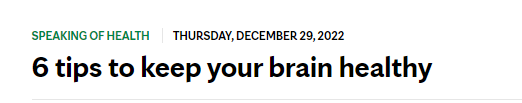 SPEAKING OF HEALTH THURSDAY, DECEMBER 29, 2022
6 tips to keep your brain healthy